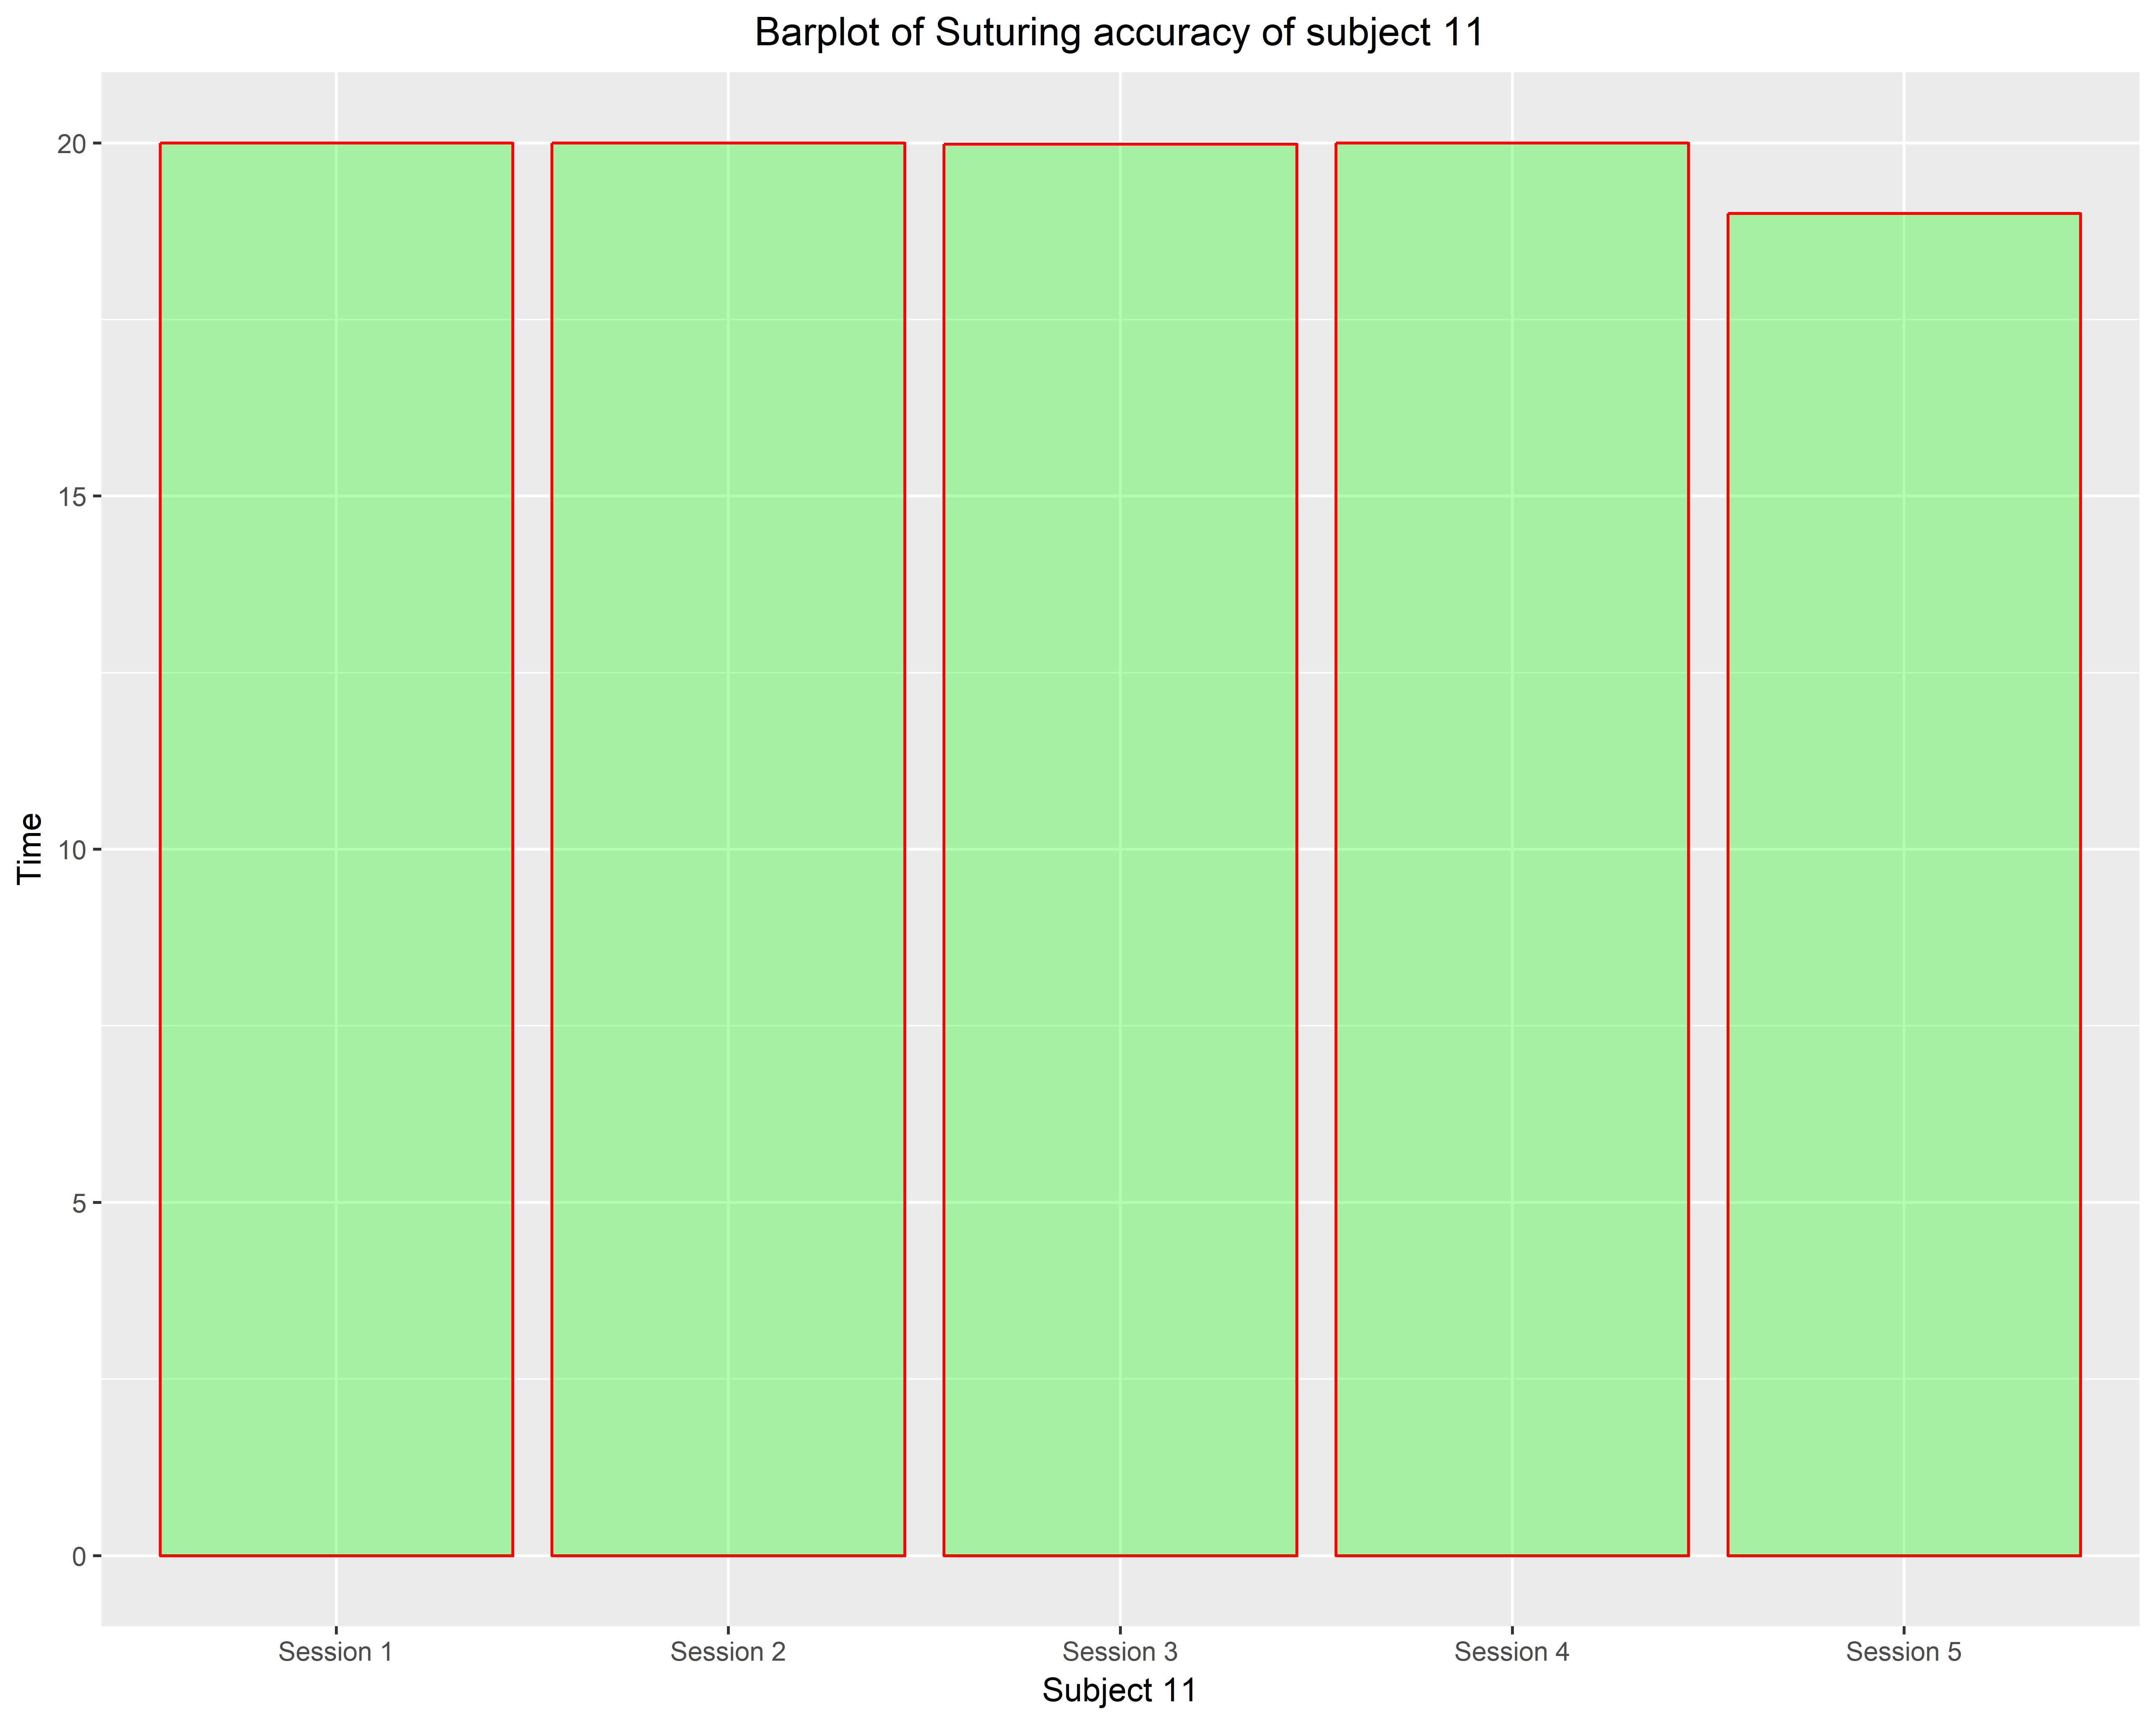 Barplot of Suturing accuracy of subject 11
20
15
10
5
0
Time
Session 1 Session 2 Session 3 Session 4 Session 5
Subject 11